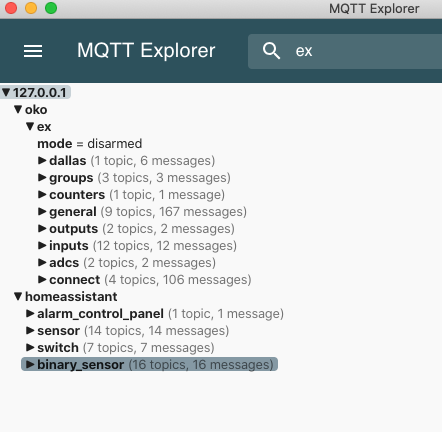 MQTT Explorer
MQTT Explorer
ex
▼127.0.0.1
▼oko
▼ex
mode = disarmed
▶dallas (1 topic, 6 messages)
▶groups (3 topics, 3 messages)
▶counters (1 topic, 1 message)
▶general (9 topics, 167 messages)
▶outputs (2 topics, 2 messages)
▶inputs (12 topics, 12 messages)
▶adcs (2 topics, 2 messages)
▶connect (4 topics, 106 messages)
▼homeassistant
▶alarm_control_panel (1 topic, 1 message)
▶sensor (14 topics, 14 messages)
▶switch (7 topics, 7 messages)
▶binary_sensor (16 topics, 16 messages)